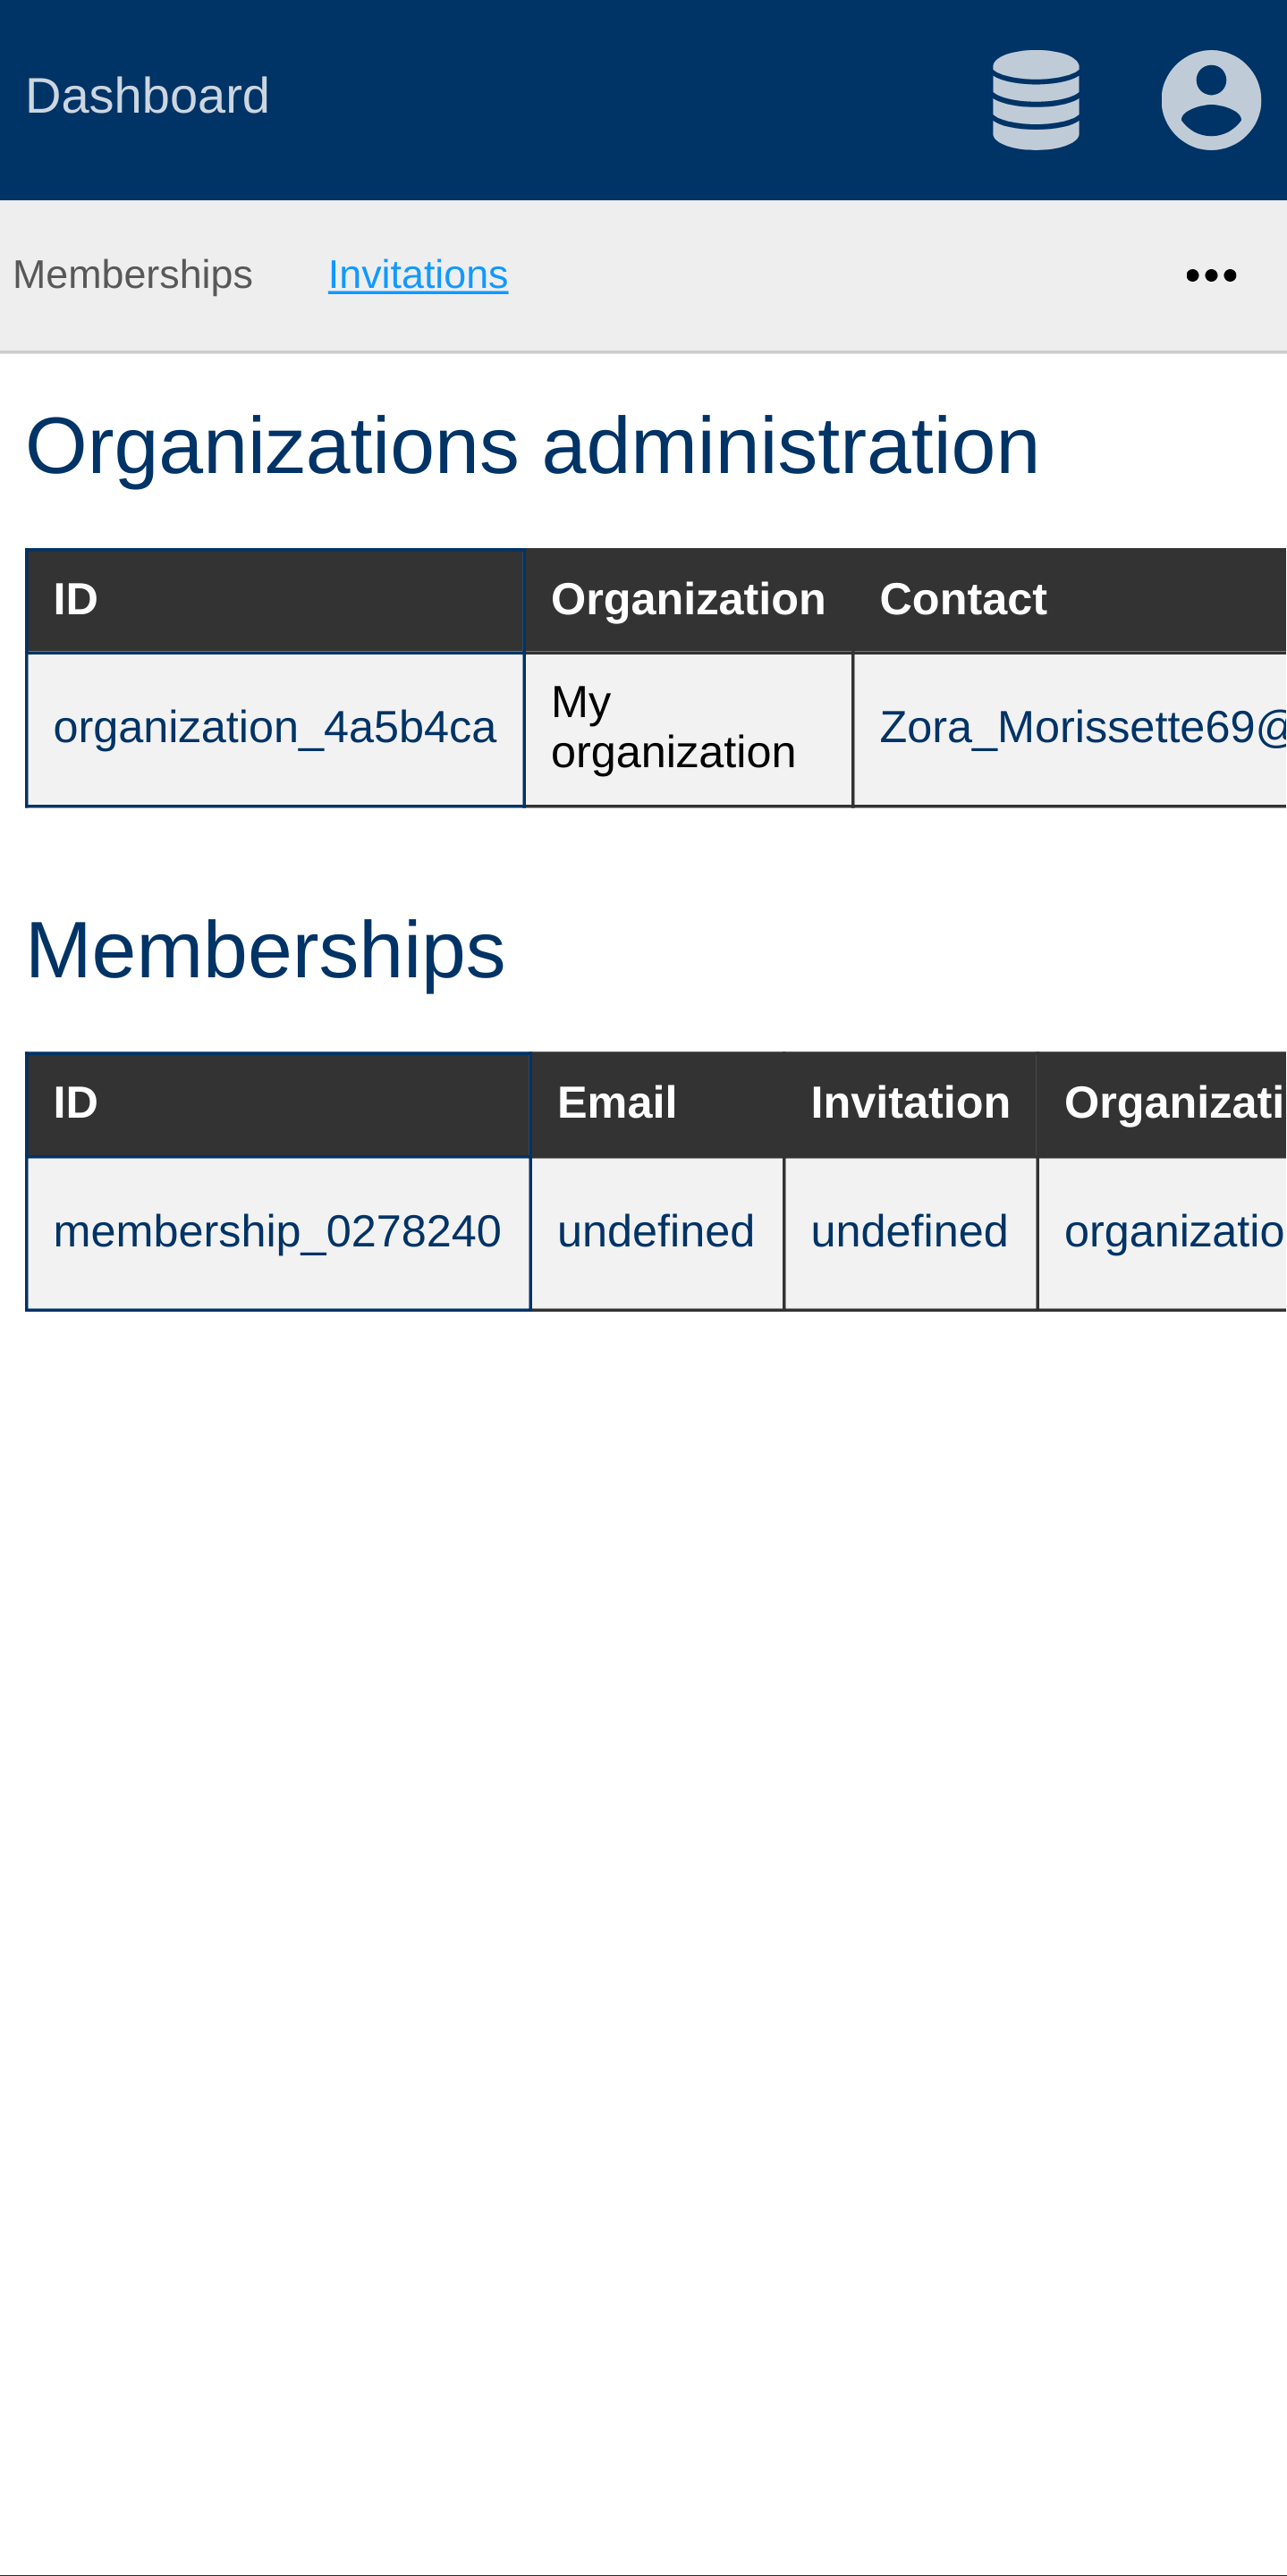 Dashboard
Memberships Invitations
Organizations administration
ID Organization Contact
organization_4a5b4ca My organization Zora_Morissette69@
Memberships
ID Email Invitation Organizati
membership_0278240 undefined undefined organizatio